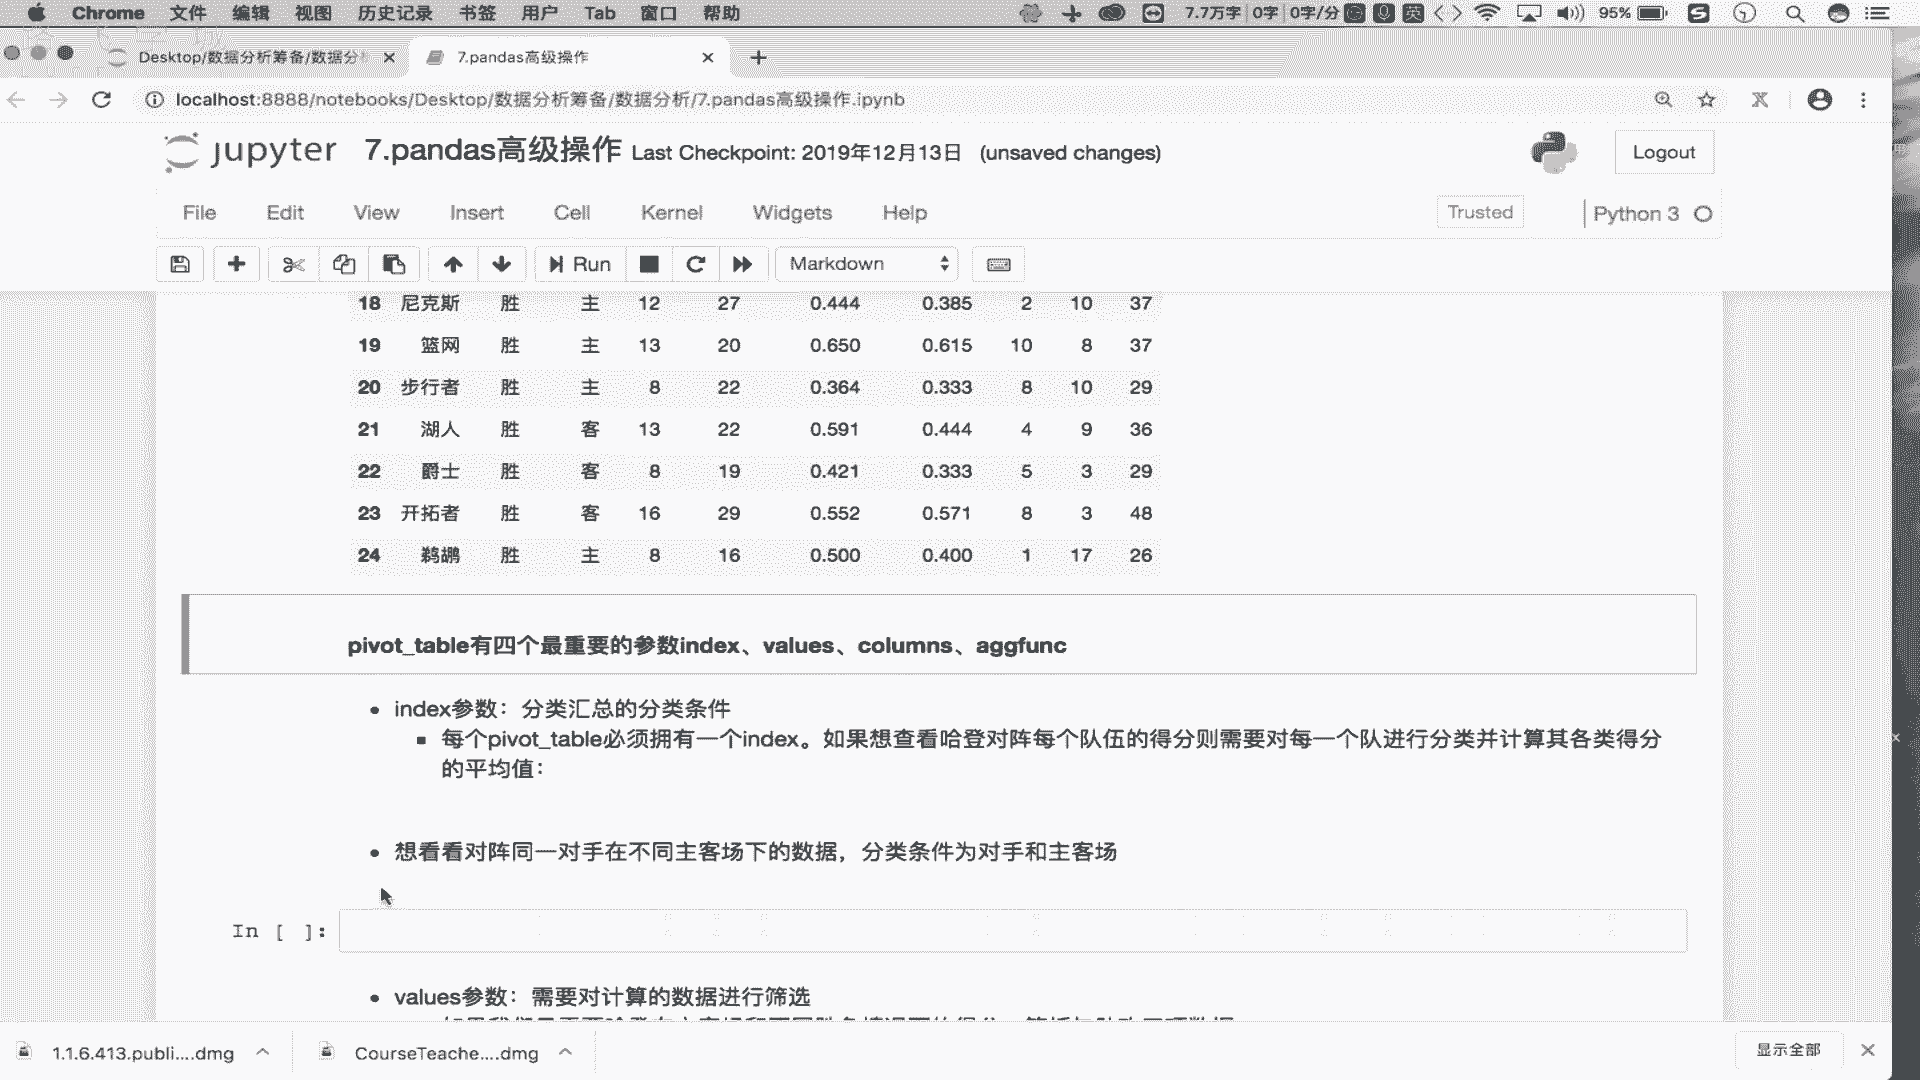 Chrome 文件 编辑 视图 历史记录 书签 用户 Tab 窗口 帮助 7.7万字 0字 0字/分 英 95%
Desktop/数据分析筹备/数据分 7.pandas高级操作
localhost:8888/notebooks/Desktop/数据分析筹备/数据分析/7.pandas高级操作.ipynb
jupyter 7.pandas高级操作 Last Checkpoint: 2019年12月13日 (unsaved changes) Logout
File Edit View Insert Cell Kernel Widgets Help Trusted Python 3
Run Markdown
18 尼克斯 胜 主 12 27 0.444 0.385 2 10 37
19 篮网 胜 主 13 20 0.650 0.615 10 8 37
20 步行者 胜 主 8 22 0.364 0.333 8 10 29
21 湖人 胜 客 13 22 0.591 0.444 4 9 36
22 爵士 胜 客 8 19 0.421 0.333 5 3 29
23 开拓者 胜 客 16 29 0.552 0.571 8 3 48
24 鹈鹕 胜 主 8 16 0.500 0.400 1 17 26
pivot_table有四个最重要的参数index、values、columns、aggfunc
index参数：分类汇总的分类条件
每个pivot_table必须拥有一个index。如果想查看哈登对阵每个队伍的得分则需要对每一个队进行分类并计算其各类得分
的平均值：
想看看对阵同一对手在不同主客场下的数据，分类条件为对手和主客场
In [ ]:
values参数：需要对计算的数据进行筛选
1.1.6.413.publi....dmg CourseTeache....dmg 显示全部